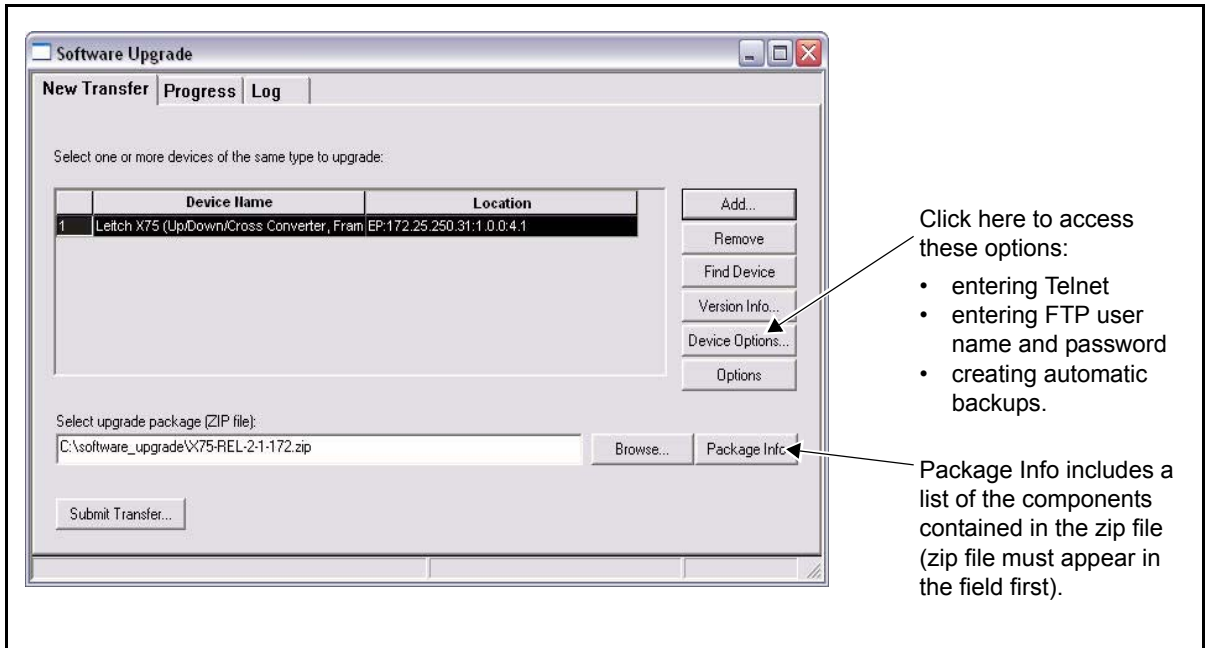 Software Upgrade
New Transfer Progress Log
Select one or more devices of the same type to upgrade:
Device Name Location
1 Leitch X75 (Up/Down/Cross Converter, Fram EP:172.25.250.31:1.0.0:4.1
Add...
Remove
Find Device
Version Info...
Device Options...
Options
Select upgrade package (ZIP file):
C:\software_upgrade\X75-REL-2-1-172.zip
Browse...
Package Info
Submit Transfer...
Click here to access
these options:
• entering Telnet
• entering FTP user
name and password
• creating automatic
backups.
Package Info includes a
list of the components
contained in the zip file
(zip file must appear in
the field first).